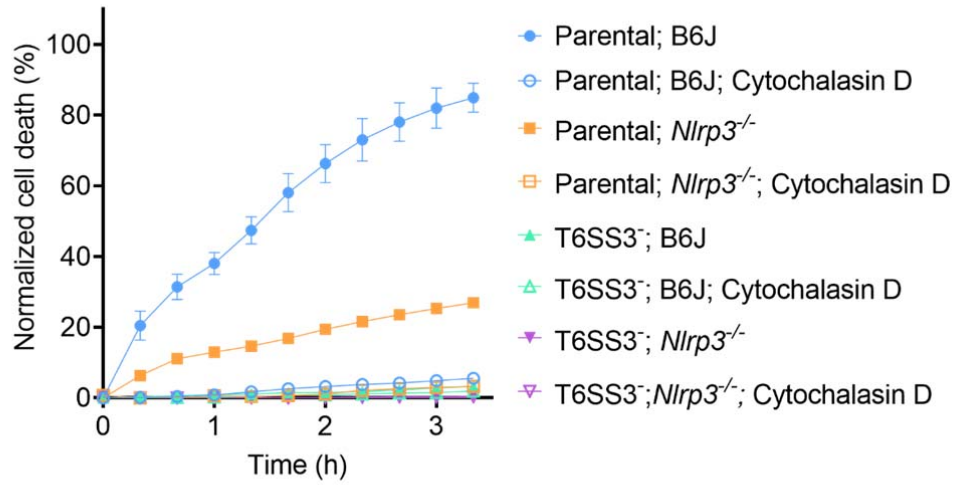 Normalized cell death (%)
100
80
60
40
20
0
0 1 2 3
Time (h)
Parental; B6J
Parental; B6J; Cytochalasin D
Parental; Nlrp3-/-
Parental; Nlrp3-/-; Cytochalasin D
T6SS3-; B6J
T6SS3-; B6J; Cytochalasin D
T6SS3-; Nlrp3-/-
T6SS3-;Nlrp3-/-; Cytochalasin D